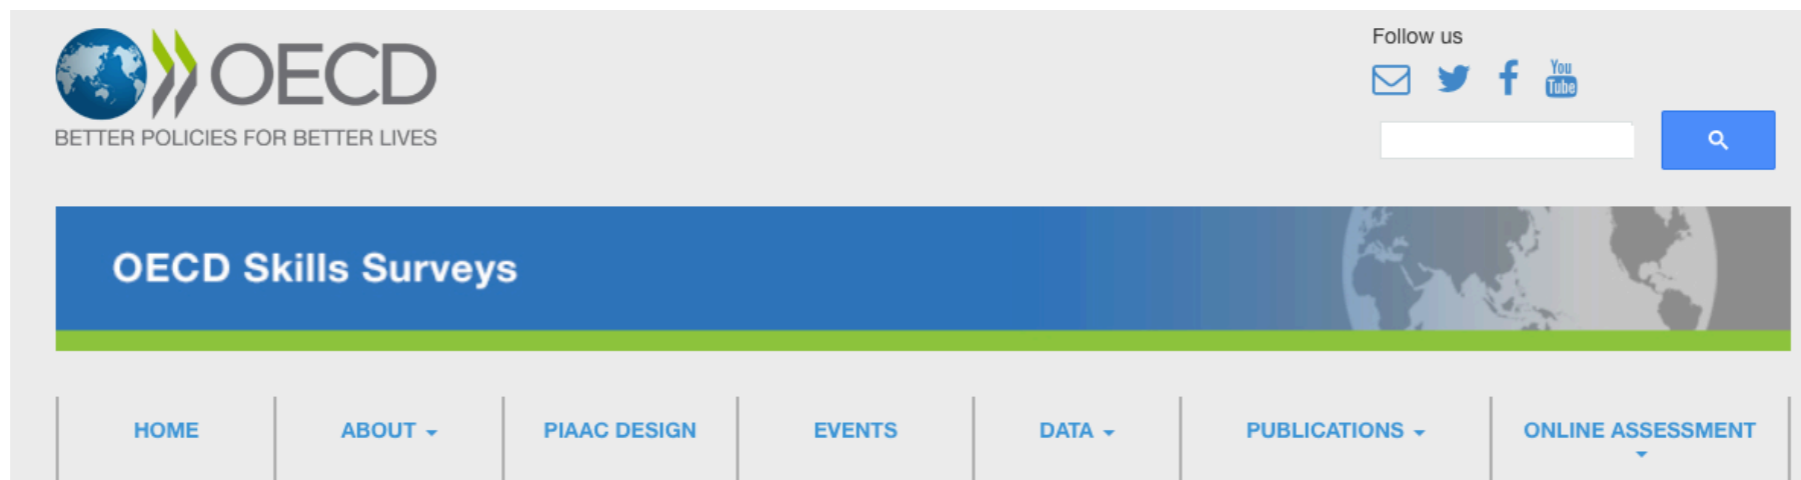 OECD
BETTER POLICIES FOR BETTER LIVES
Follow us
You
Tube
OECD Skills Surveys
HOME
ABOUT
PIAAC DESIGN
EVENTS
DATA
PUBLICATIONS
ONLINE ASSESSMENT